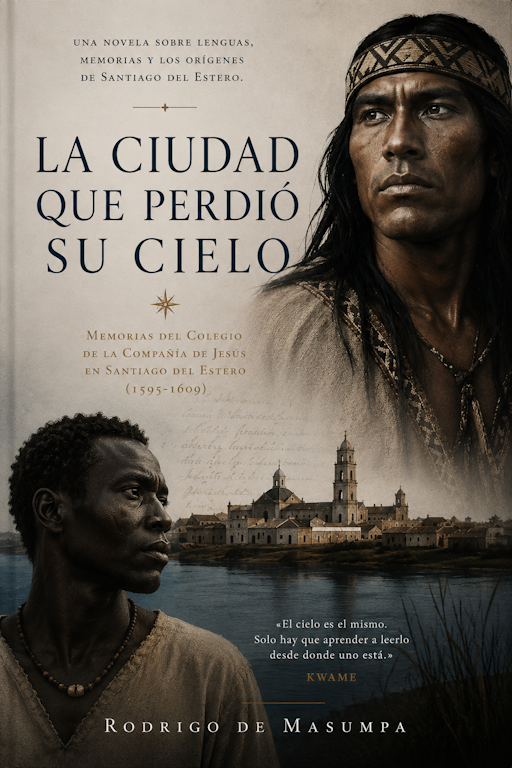 UNA NOVELA SOBRE LENGUAS,
MEMORIAS Y LOS ORÍGENES
DE SANTIAGO DEL ESTERO.
LA CIUDAD
QUE PERDIÓ
SU CIELO
MEMORIAS DEL COLEGIO
DE LA COMPAÑÍA DE JESÚS
EN SANTIAGO DEL ESTERO
(1595-1609)
«El cielo es el mismo.
Solo hay que aprender a leerlo
desde donde uno está.»
KWAME
RODRIGO DE MASUMPA